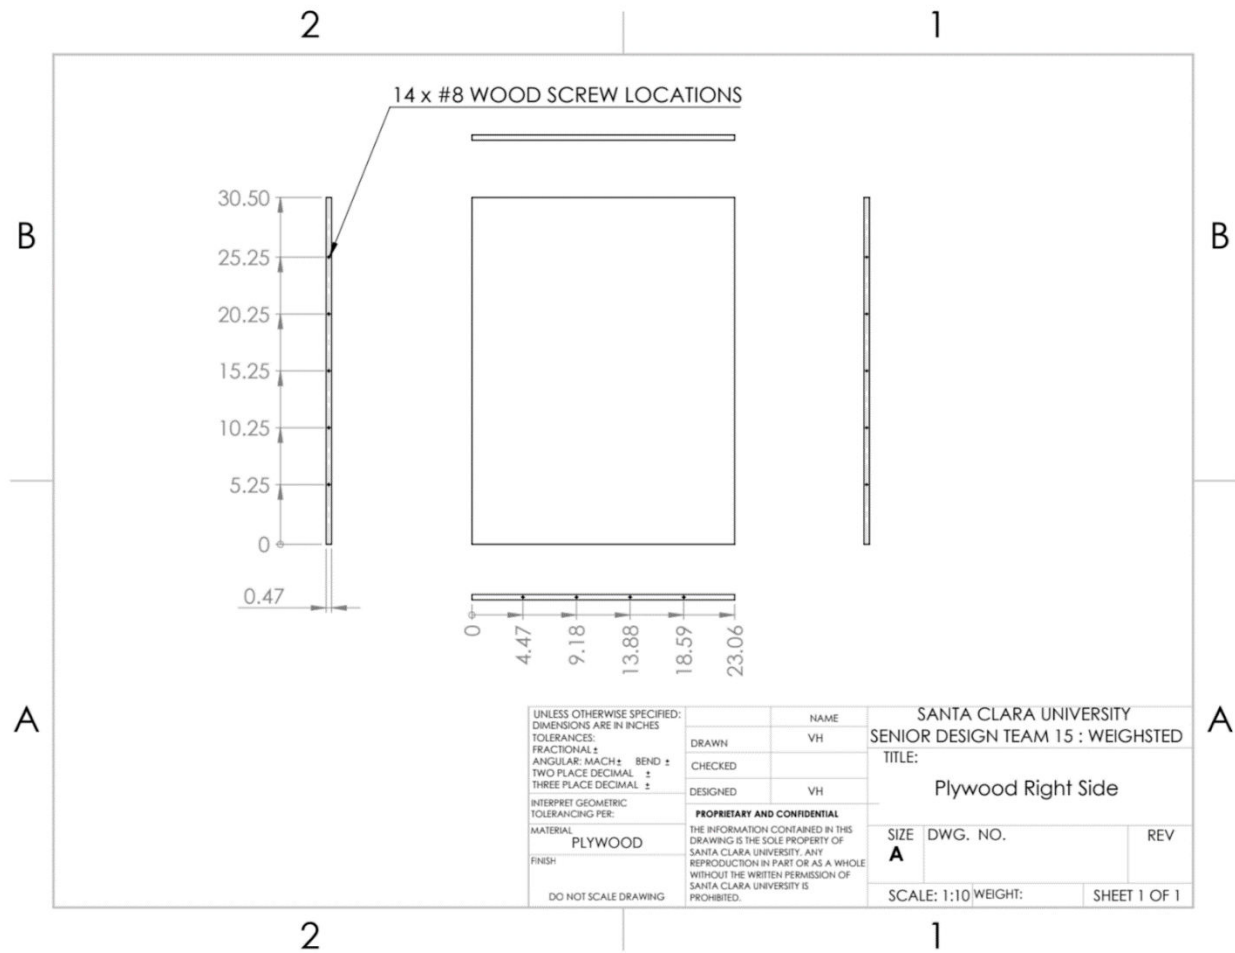 2
1
14 x #8 WOOD SCREW LOCATIONS
B
B
30.50
25.25
20.25
15.25
10.25
5.25
0
0.47
0
4.47
9.18
13.88
18.59
23.06
A
A
UNLESS OTHERWISE SPECIFIED:
DIMENSIONS ARE IN INCHES
TOLERANCES:
FRACTIONAL ±
ANGULAR: MACH ± BEND ±
TWO PLACE DECIMAL ±
THREE PLACE DECIMAL ±
INTERPRET GEOMETRIC
TOLERANCING PER:
MATERIAL
PLYWOOD
FINISH
DO NOT SCALE DRAWING
NAME
DRAWN VH
CHECKED
DESIGNED VH
PROPRIETARY AND CONFIDENTIAL
THE INFORMATION CONTAINED IN THIS
DRAWING IS THE SOLE PROPERTY OF
SANTA CLARA UNIVERSITY. ANY
REPRODUCTION IN PART OR AS A WHOLE
WITHOUT THE WRITTEN PERMISSION OF
SANTA CLARA UNIVERSITY IS
PROHIBITED.
SANTA CLARA UNIVERSITY
SENIOR DESIGN TEAM 15 : WEIGHSTED
TITLE:
Plywood Right Side
SIZE DWG. NO. REV
A
SCALE: 1:10 WEIGHT: SHEET 1 OF 1
2
1